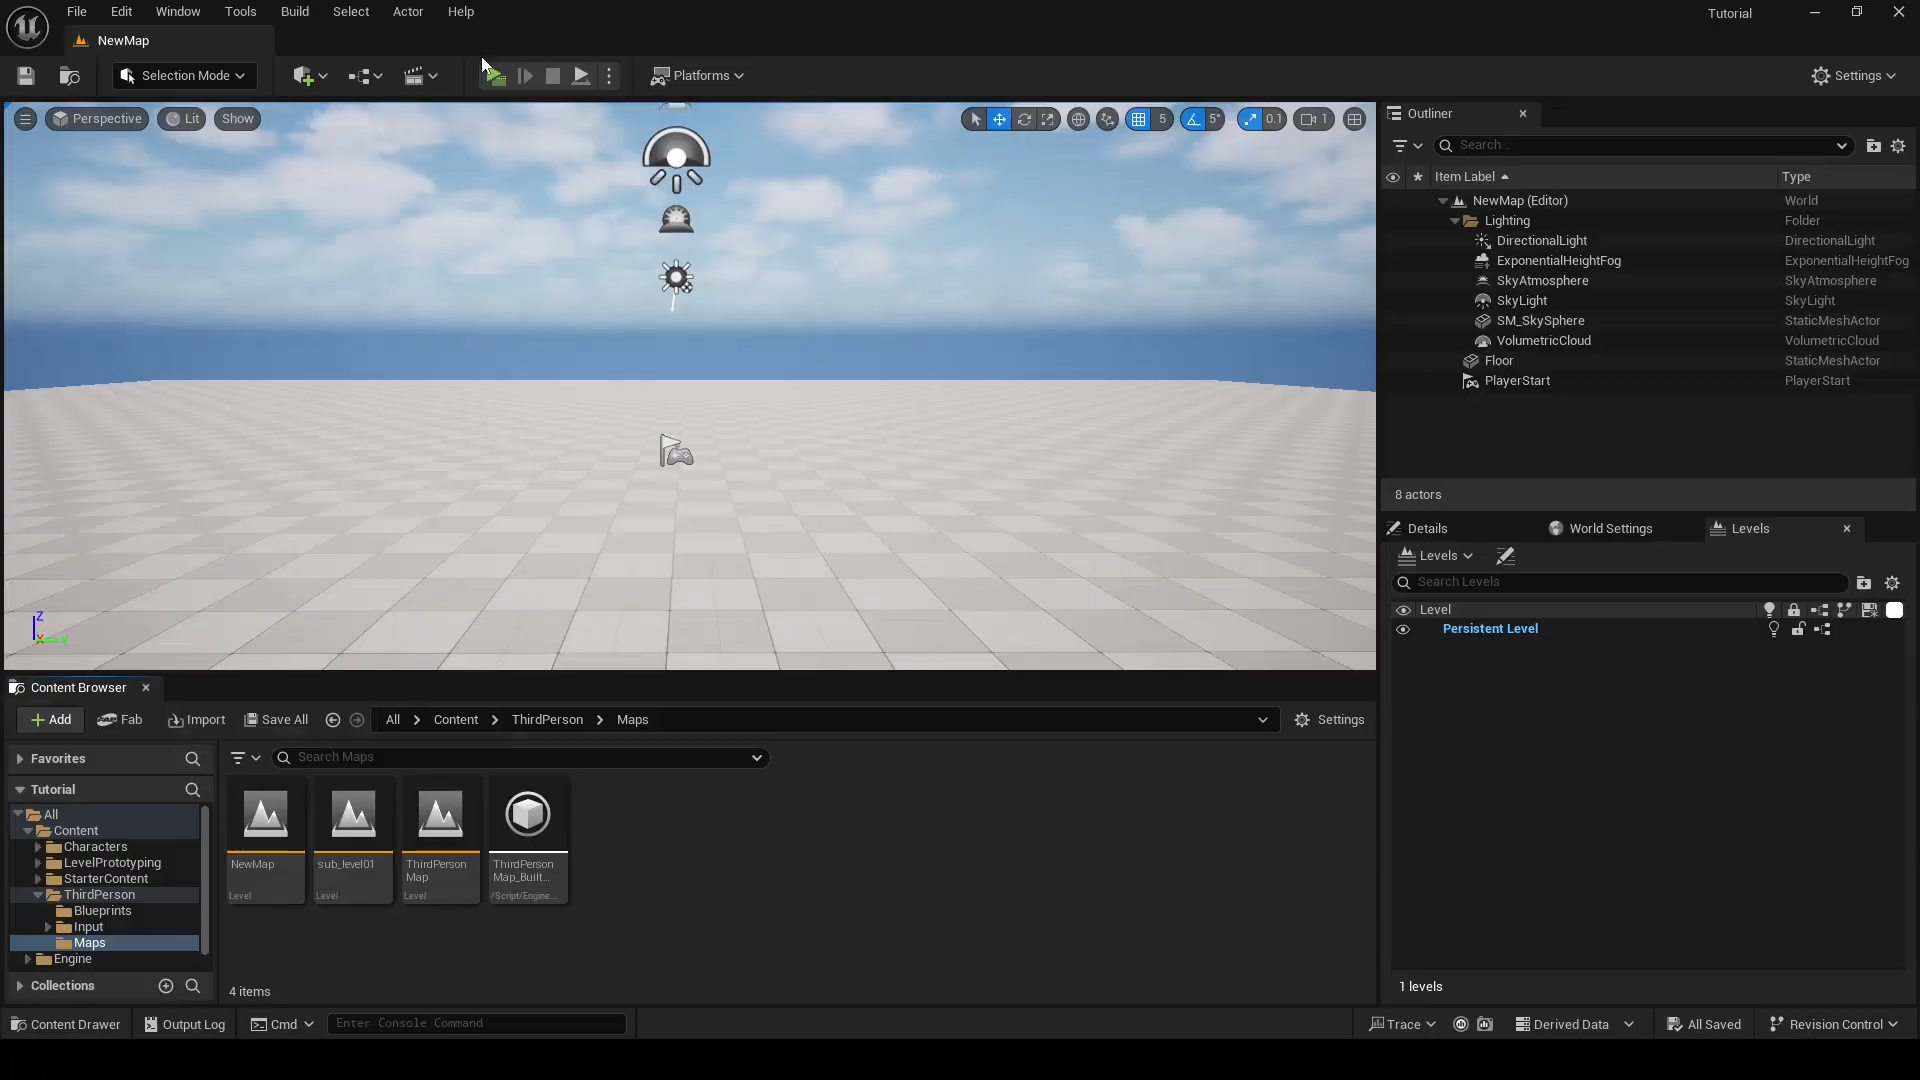 File Edit Window Tools Build Select Actor Help
Tutorial
NewMap
Selection Mode
Platforms
Settings
Perspective Lit Show
5 5° 0.1 1
Outliner
Search...
Item Label Type
NewMap (Editor) World
Lighting Folder
DirectionalLight DirectionalLight
ExponentialHeightFog ExponentialHeightFog
SkyAtmosphere SkyAtmosphere
SkyLight SkyLight
SM_SkySphere StaticMeshActor
VolumetricCloud VolumetricCloud
Floor StaticMeshActor
PlayerStart PlayerStart
8 actors
Details World Settings Levels
Levels
Search Levels
Level
Persistent Level
1 levels
Z
X Y
Content Browser
Add Fab Import Save All All Content ThirdPerson Maps Settings
Favorites
Search Maps
Tutorial
All
Content
Characters
LevelPrototyping
StarterContent
ThirdPerson
Blueprints
Input
Maps
Engine
Collections
NewMap
Level
sub_level01
Level
ThirdPerson
Map
Level
ThirdPerson
Map_Built...
/Script/Engine...
4 items
Content Drawer Output Log Cmd Enter Console Command Trace Derived Data All Saved Revision Control